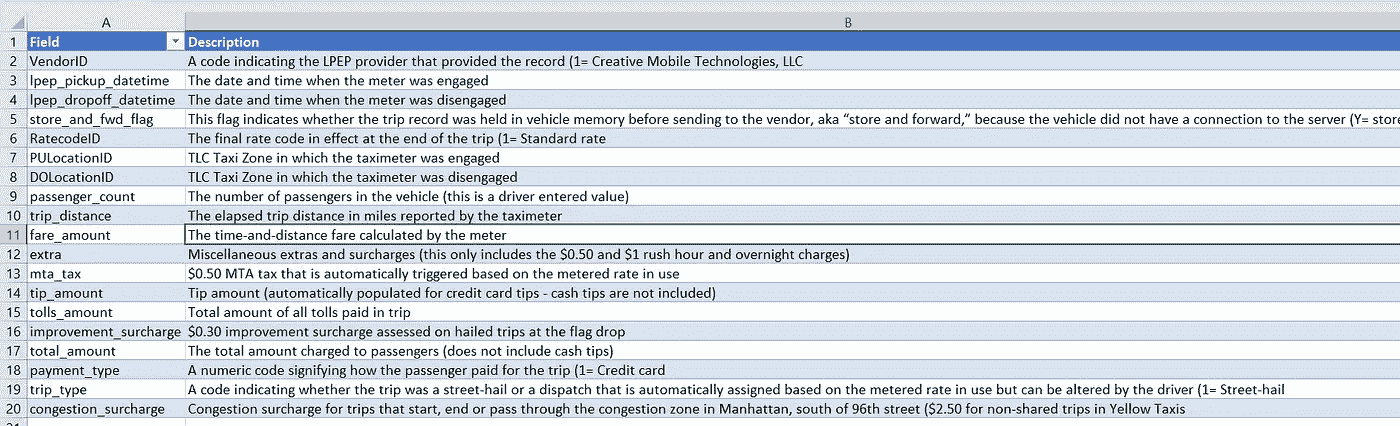 A B
1 Field Description
2 VendorID A code indicating the LPEP provider that provided the record (1= Creative Mobile Technologies, LLC
3 lpep_pickup_datetime The date and time when the meter was engaged
4 lpep_dropoff_datetime The date and time when the meter was disengaged
5 store_and_fwd_flag This flag indicates whether the trip record was held in vehicle memory before sending to the vendor, aka “store and forward,” because the vehicle did not have a connection to the server (Y= store
6 RatecodeID The final rate code in effect at the end of the trip (1= Standard rate
7 PULocationID TLC Taxi Zone in which the taximeter was engaged
8 DOLocationID TLC Taxi Zone in which the taximeter was disengaged
9 passenger_count The number of passengers in the vehicle (this is a driver entered value)
10 trip_distance The elapsed trip distance in miles reported by the taximeter
11 fare_amount The time-and-distance fare calculated by the meter
12 extra Miscellaneous extras and surcharges (this only includes the $0.50 and $1 rush hour and overnight charges)
13 mta_tax $0.50 MTA tax that is automatically triggered based on the metered rate in use
14 tip_amount Tip amount (automatically populated for credit card tips - cash tips are not included)
15 tolls_amount Total amount of all tolls paid in trip
16 improvement_surcharge $0.30 improvement surcharge assessed on hailed trips at the flag drop
17 total_amount The total amount charged to passengers (does not include cash tips)
18 payment_type A numeric code signifying how the passenger paid for the trip (1= Credit card
19 trip_type A code indicating whether the trip was a street-hail or a dispatch that is automatically assigned based on the metered rate in use but can be altered by the driver (1= Street-hail
20 congestion_surcharge Congestion surcharge for trips that start, end or pass through the congestion zone in Manhattan, south of 96th street ($2.50 for non-shared trips in Yellow Taxis